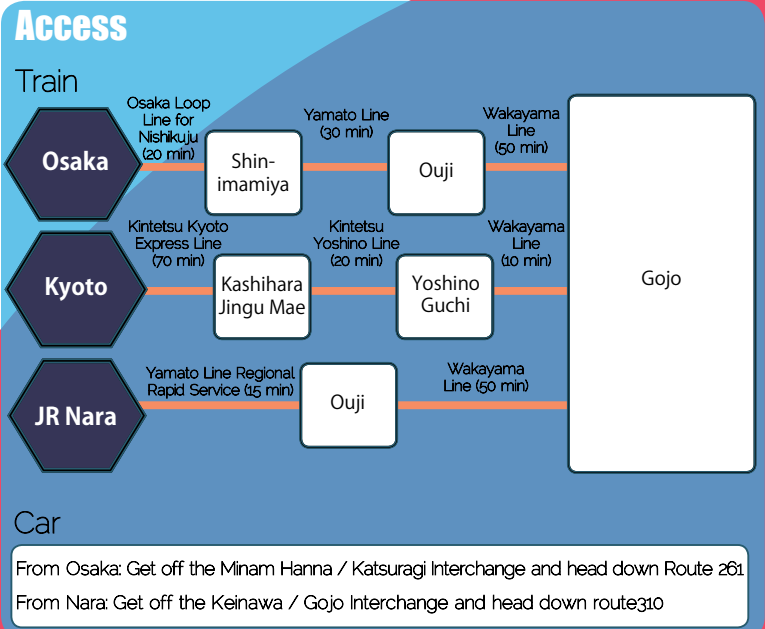 Access
Train
Osaka
Osaka Loop
Line for
Nishikuju
(20 min)
Shin-
imamiya
Yamato Line
(30 min)
Ouji
Wakayama
Line
(50 min)
Kyoto
Kintetsu Kyoto
Express Line
(70 min)
Kashihara
Jingu Mae
Kintetsu
Yoshino Line
(20 min)
Yoshino
Guchi
Wakayama
Line
(10 min)
Gojo
JR Nara
Yamato Line Regional
Rapid Service (15 min)
Ouji
Wakayama
Line (50 min)
Car
From Osaka: Get off the Minam Hanna / Katsuragi Interchange and head down Route 261
From Nara: Get off the Keinawa / Gojo Interchange and head down route310